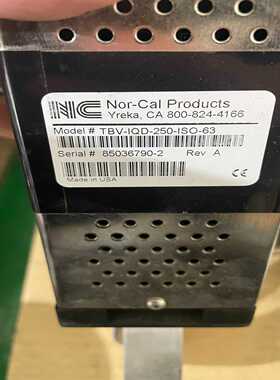 NC Nor-Cal Products
Yreka, CA 800-824-4166
Model # TBV-IQD-250-ISO-63
Serial # 85036790-2 Rev A
Made in USA CE